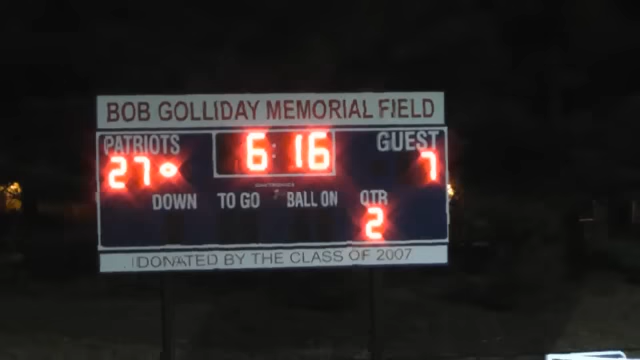 BOB GOLLIDAY MEMORIAL FIELD
PATRIOTS 6:16 GUEST
27 7
DOWN TO GO BALL ON QTR
2
DONATED BY THE CLASS OF 2007